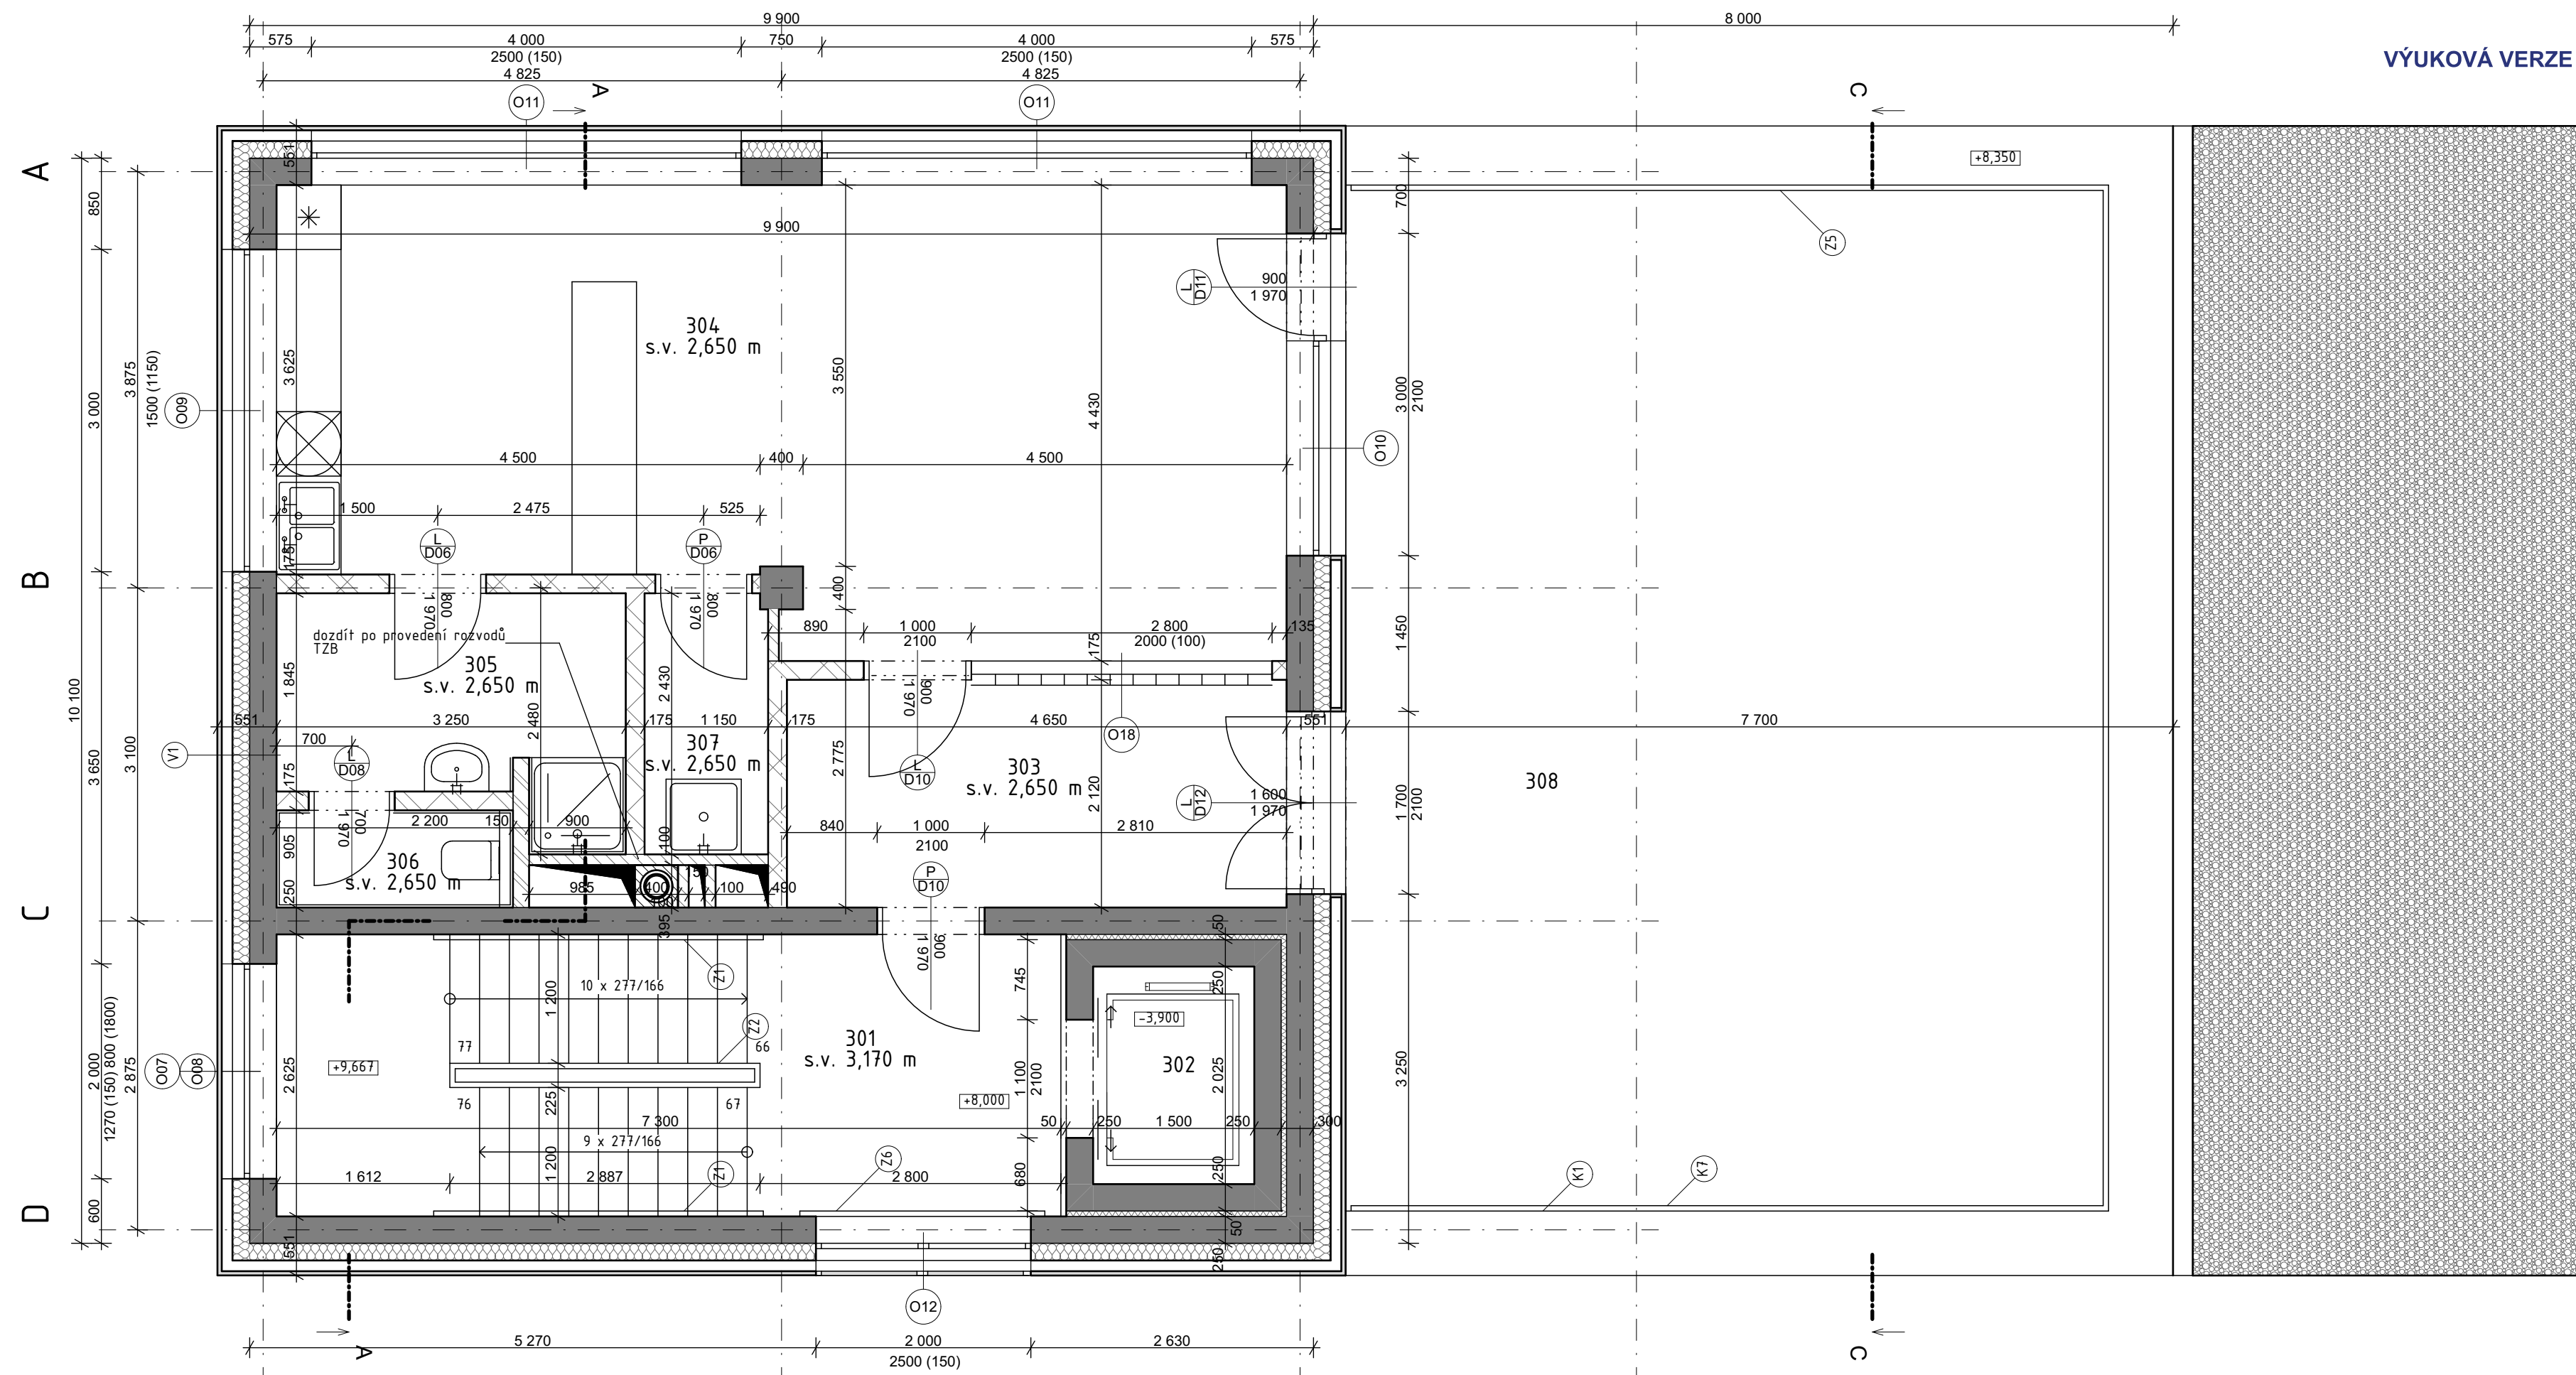 9 900
8 000
VÝUKOVÁ VERZE
575
4 000
2500 (150)
750
4 000
2500 (150)
575
4 825
4 825
A
O11
O11
C
A
551
+8,350
850
700
9 900
Z5
L
D11
900
1 970
304
s.v. 2,650 m
3 875
1500 (1150)
3 000
3 625
3 550
4 430
3 000
2100
O09
O10
4 500
400
4 500
1 500
2 475
525
L
D06
P
D06
175
B
800
1 970
800
1 970
400
dozdít po provedení rozvodů
TZB
890
1 000
2100
2 800
2000 (100)
135
175
1 450
305
s.v. 2,650 m
1 845
2 430
2 480
900
1 970
10 100
551
3 250
175
1 150
175
4 650
551
7 700
O18
V1
3 650
3 100
700
L
D08
307
s.v. 2,650 m
2 775
L
D10
303
s.v. 2,650 m
2 120
308
175
L
D12
1 600
1 970
1 700
2100
2 200
150
900
700
1 970
100
840
1 000
2100
2 810
905
306
s.v. 2,650 m
250
985
400
150
100
490
P
D10
C
395
50
900
1 970
Z1
745
250
10 x 277/166
1 200
-3,900
2 000
1270 (150) 800 (1800)
2 875
O07
O08
+9,667
2 625
77
66
Z2
301
s.v. 3,170 m
302
2 025
1 100
2100
3 250
76
67
225
+8,000
7 300
50
250
1 500
250
300
9 x 277/166
1 200
1 612
2 887
2 800
Z1
Z6
680
250
K1
K7
D
600
551
50
250
O12
A
5 270
2 000
2500 (150)
2 630
C